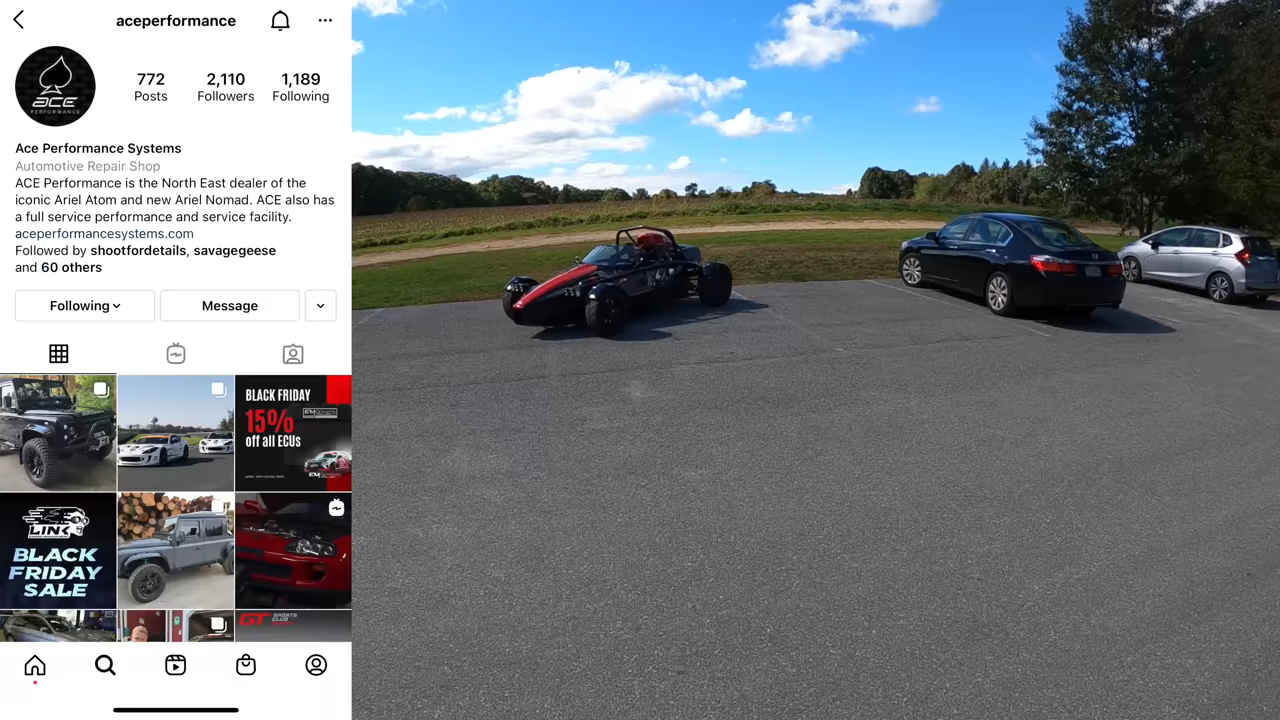 aceperformance
ACE
PERFORMANCE
772
Posts
2,110
Followers
1,189
Following
Ace Performance Systems
Automotive Repair Shop
ACE Performance is the North East dealer of the
iconic Ariel Atom and new Ariel Nomad. ACE also has
a full service performance and service facility.
aceperformancesystems.com
Followed by shootfordetails, savagegeese
and 60 others
Following
Message
BLACK FRIDAY
15%
off all ECUs
LINK
BLACK
FRIDAY
SALE
GT SPORTS
CLUB